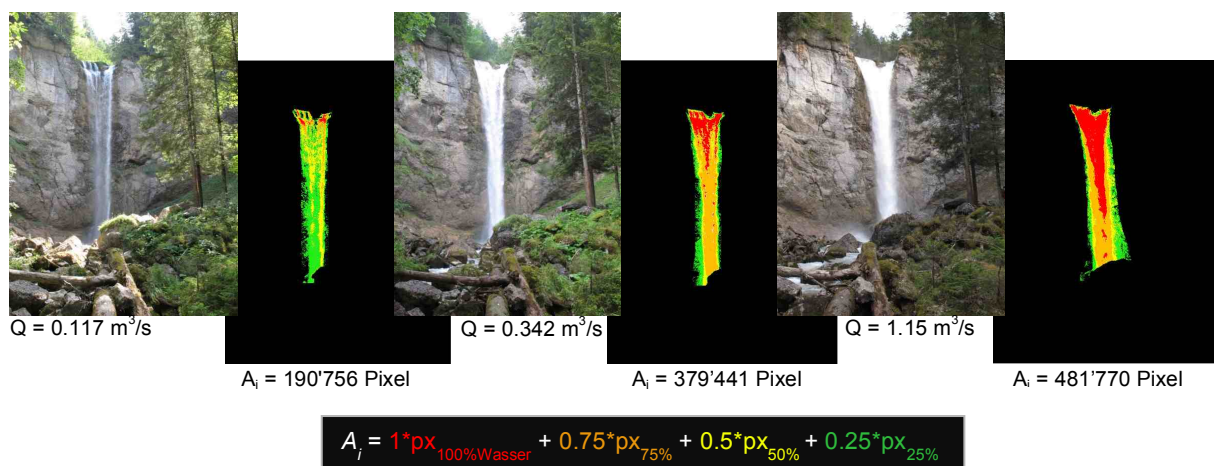 Q = 0.117 m³/s
Q = 0.342 m³/s
Q = 1.15 m³/s
Aᵢ = 190'756 Pixel
Aᵢ = 379'441 Pixel
Aᵢ = 481'770 Pixel
Aᵢ = 1*px100%Wasser + 0.75*px75% + 0.5*px50% + 0.25*px25%